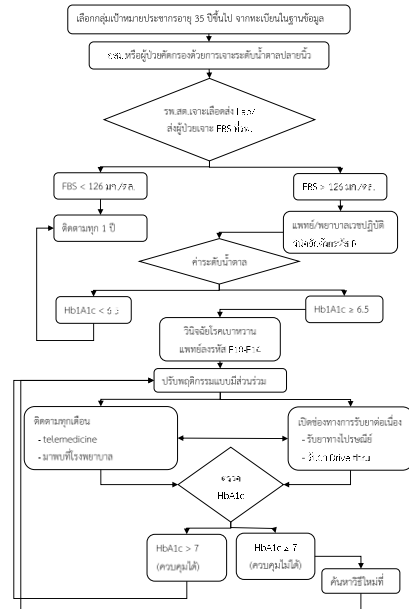 เลือกกลุ่มเป้าหมายประชากรอายุ 35 ปีขึ้นไป จากทะเบียนในฐานข้อมูล
หรือผู้ป่วยคัดกรองด้วยการเจาะระดับน้ำตาลปลายนิ้ว
รพ.สต.เจาะเลือดส่ง
ส่งผู้ป่วยเจาะ FBS
FBS < 126 มก./ดล.
FBS 126 มก./ดล.
ติดตามทุก 1 ปี
แพทย์/พยาบาลเวชปฏิบัติ
ค่าระดับน้ำตาล
Hb1A1c <
Hb1A1c ≥ 6.5
วินิจฉัยโรคเบาหวาน
แพทย์ลงรหัส E10-E14
ปรับพฤติกรรมแบบมีส่วนร่วม
ติดตามทุกเดือน
- telemedicine
- มาพบที่โรงพยาบาล
เปิดช่องทางการรับยาต่อเนื่อง
- รับยาทางไปรษณีย์
- Drive thru
HbA1c
HbA1c > 7
(ควบคุมได้)
HbA1c ≥ 7
(ควบคุมไม่ได้)
ค้นหาวิธีใหม่ที่